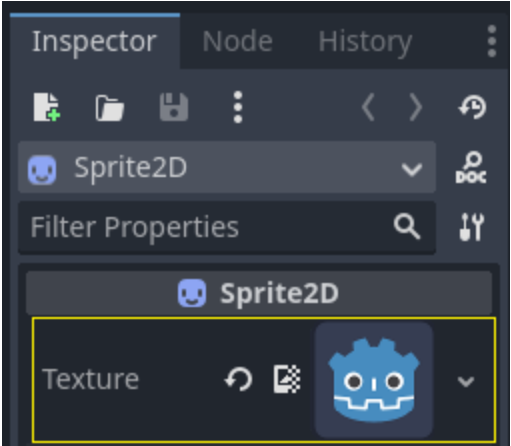 Inspector Node History
Sprite2D
DOC
Filter Properties
Sprite2D
Texture